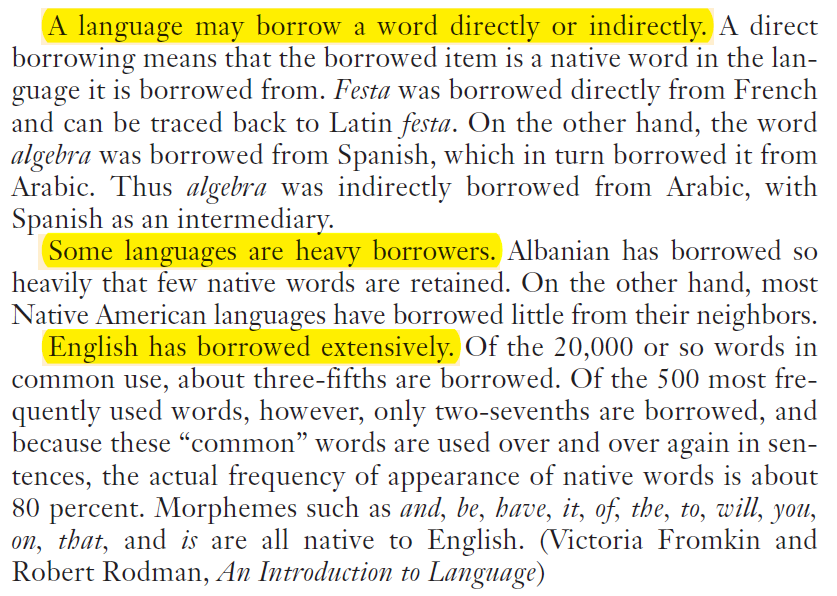 A language may borrow a word directly or indirectly. A direct
borrowing means that the borrowed item is a native word in the lan-
guage it is borrowed from. Festa was borrowed directly from French
and can be traced back to Latin festa. On the other hand, the word
algebra was borrowed from Spanish, which in turn borrowed it from
Arabic. Thus algebra was indirectly borrowed from Arabic, with
Spanish as an intermediary.
Some languages are heavy borrowers. Albanian has borrowed so
heavily that few native words are retained. On the other hand, most
Native American languages have borrowed little from their neighbors.
English has borrowed extensively. Of the 20,000 or so words in
common use, about three-fifths are borrowed. Of the 500 most fre-
quently used words, however, only two-sevenths are borrowed, and
because these “common” words are used over and over again in sen-
tences, the actual frequency of appearance of native words is about
80 percent. Morphemes such as and, be, have, it, of, the, to, will, you,
on, that, and is are all native to English. (Victoria Fromkin and
Robert Rodman, An Introduction to Language)